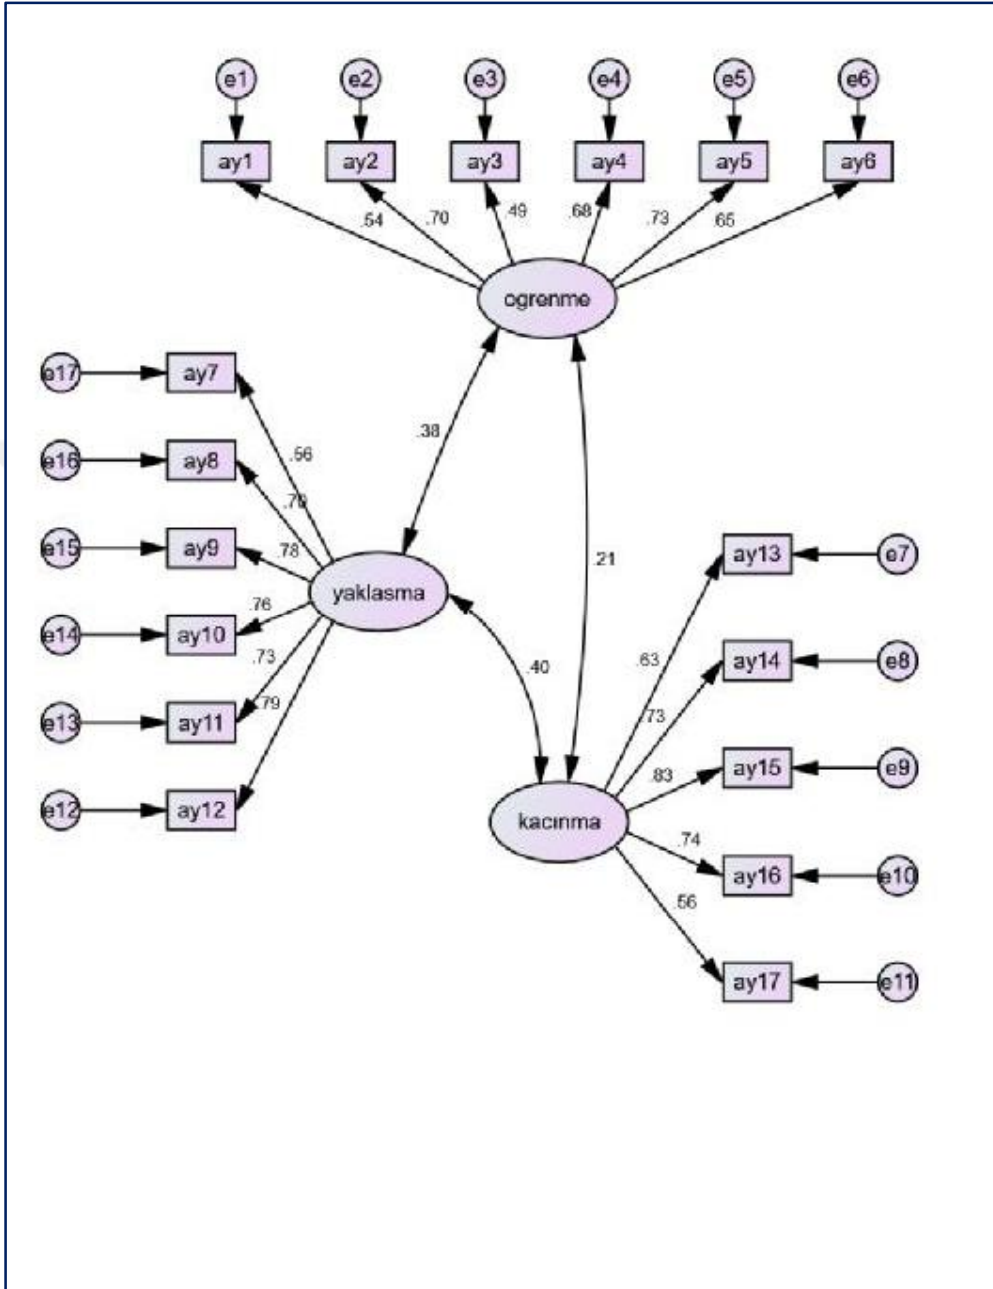 e1 e2 e3 e4 e5 e6
ay1 ay2 ay3 ay4 ay5 ay6
.54 .70 .49 .68 .73 .65
ogrenme
e17 ay7
.38
.56
e16 ay8
.70
e15 ay9
.78
ay13 e7
.21
yaklasma
.76
e14 ay10
.73
.63
ay14 e8
.40
.79
e13 ay11
.73
ay15 e9
.83
e12 ay12
kacınma
.74
ay16 e10
.56
ay17 e11